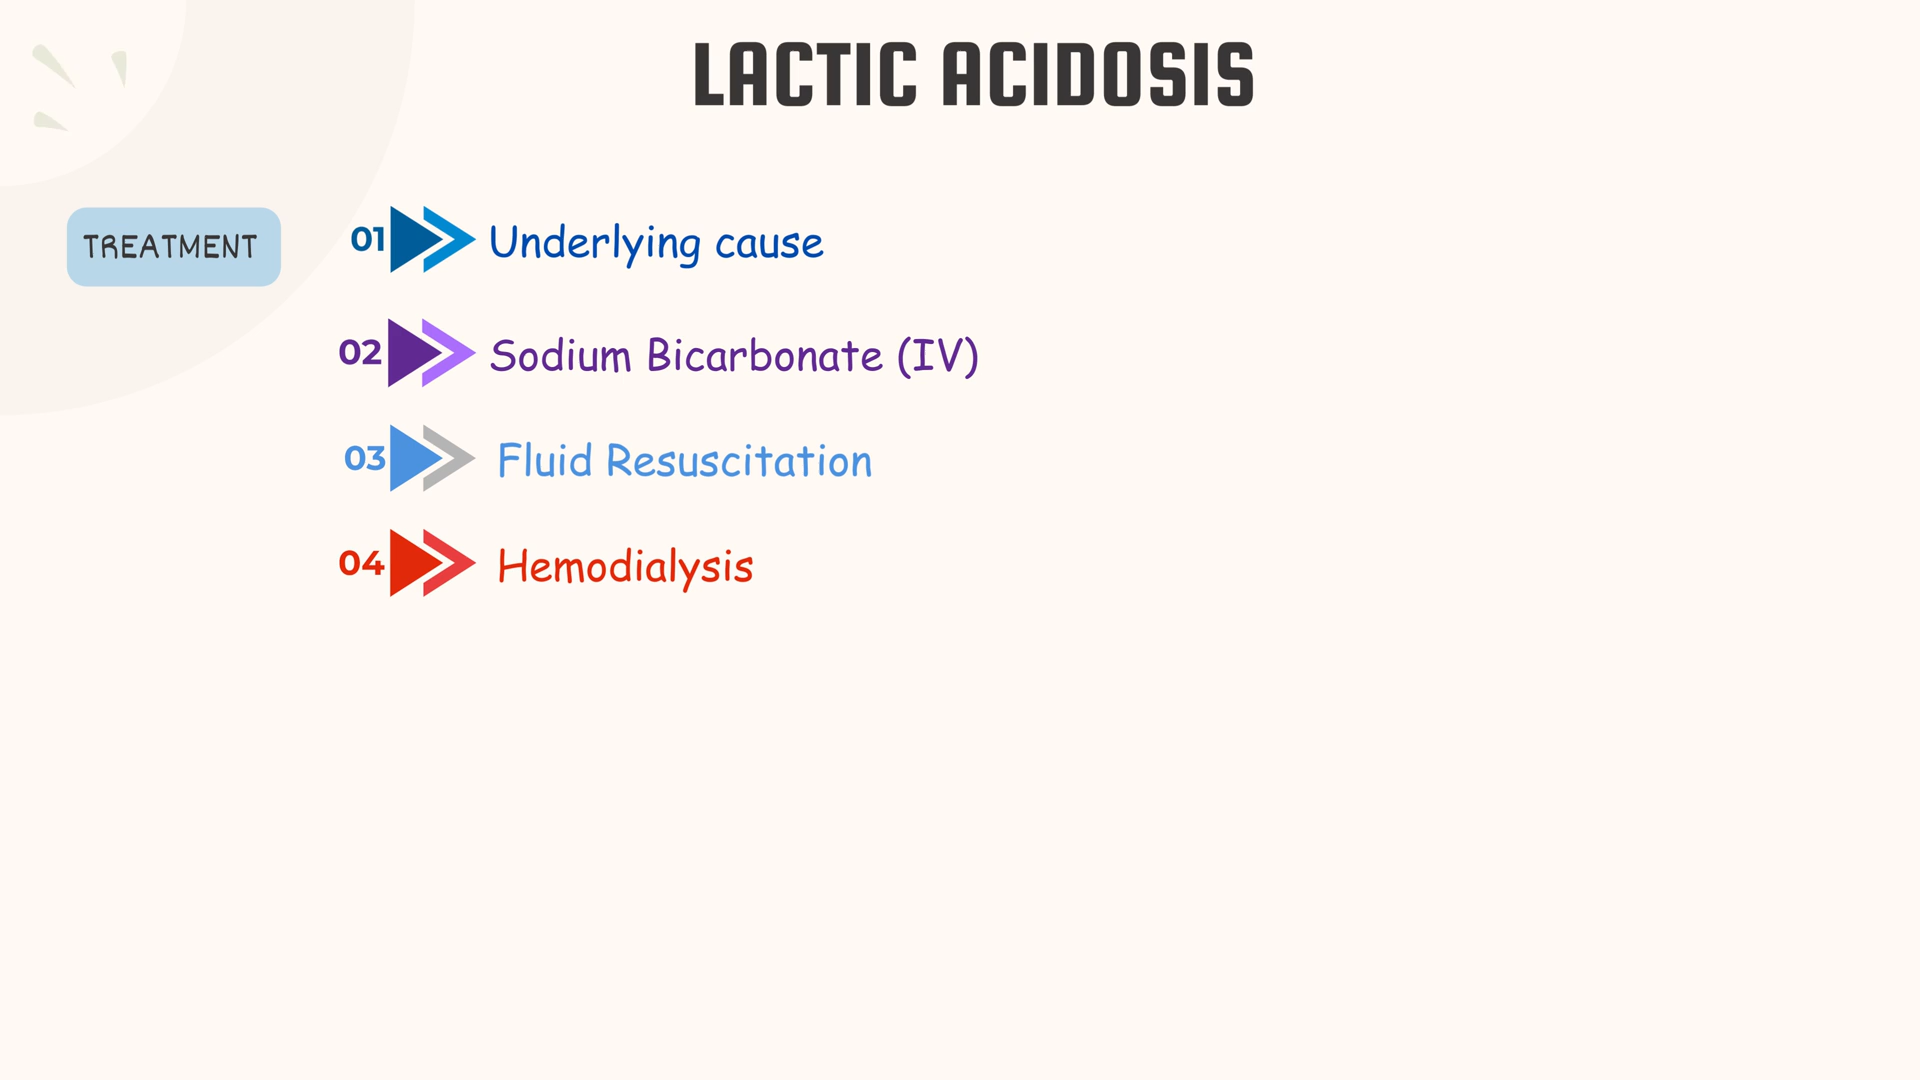 LACTIC ACIDOSIS
TREATMENT
01 Underlying cause
02 Sodium Bicarbonate (IV)
03 Fluid Resuscitation
04 Hemodialysis